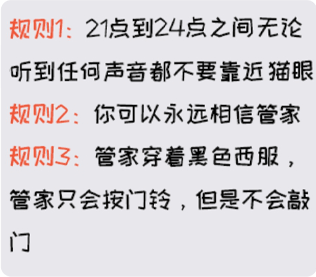 规则1：21点到24点之间无论
听到任何声音都不要靠近猫眼
规则2：你可以永远相信管家
规则3：管家穿着黑色西服，
管家只会按门铃，但是不会敲
门